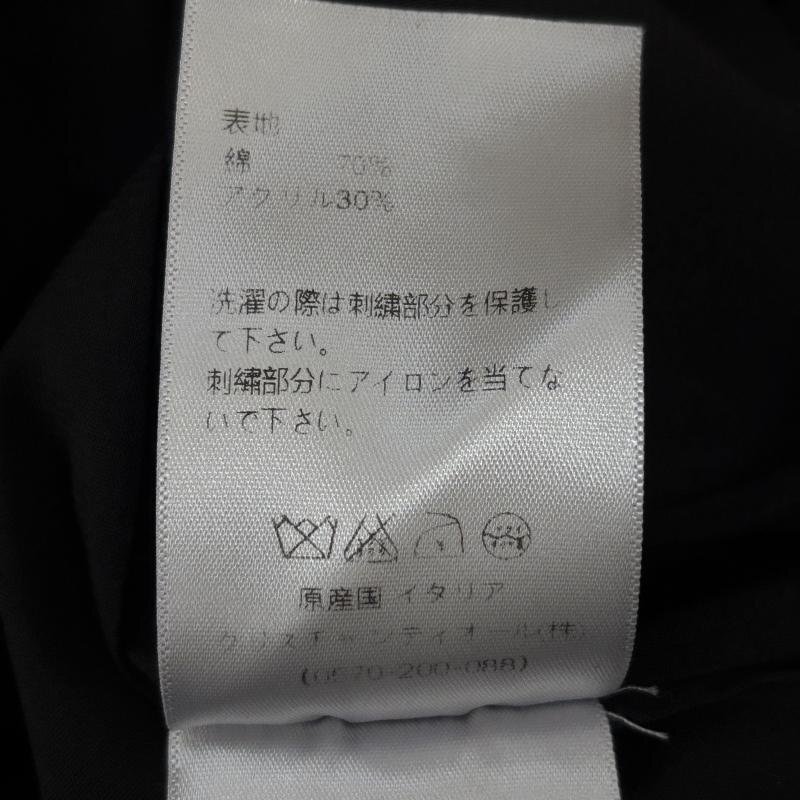 表地
綿 70%
アクリル30%
洗濯の際は刺繍部分を保護し
て下さい。
刺繍部分にアイロンを当てな
いで下さい。
原産国 イタリア
クリスチャンディオール(株)
(0570-200-088)